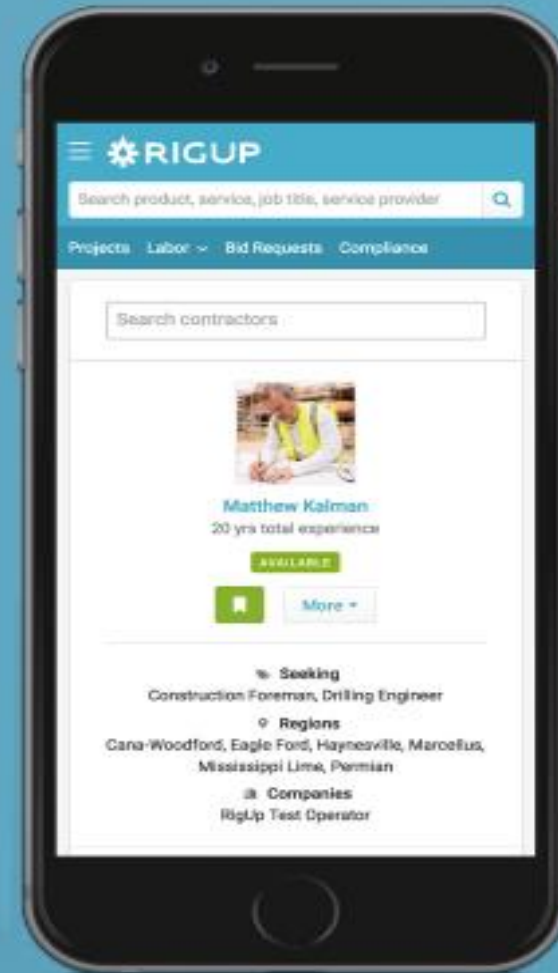 RIGUP
Search product, service, job title, service provider
Projects Labor Bid Requests Compliance
Search contractors
Matthew Kalman
20 yrs total experience
AVAILABLE
More
Seeking
Construction Foreman, Drilling Engineer
Regions
Cana-Woodford, Eagle Ford, Haynesville, Marcellus,
Mississippi Lime, Permian
Companies
RigUp Test Operator